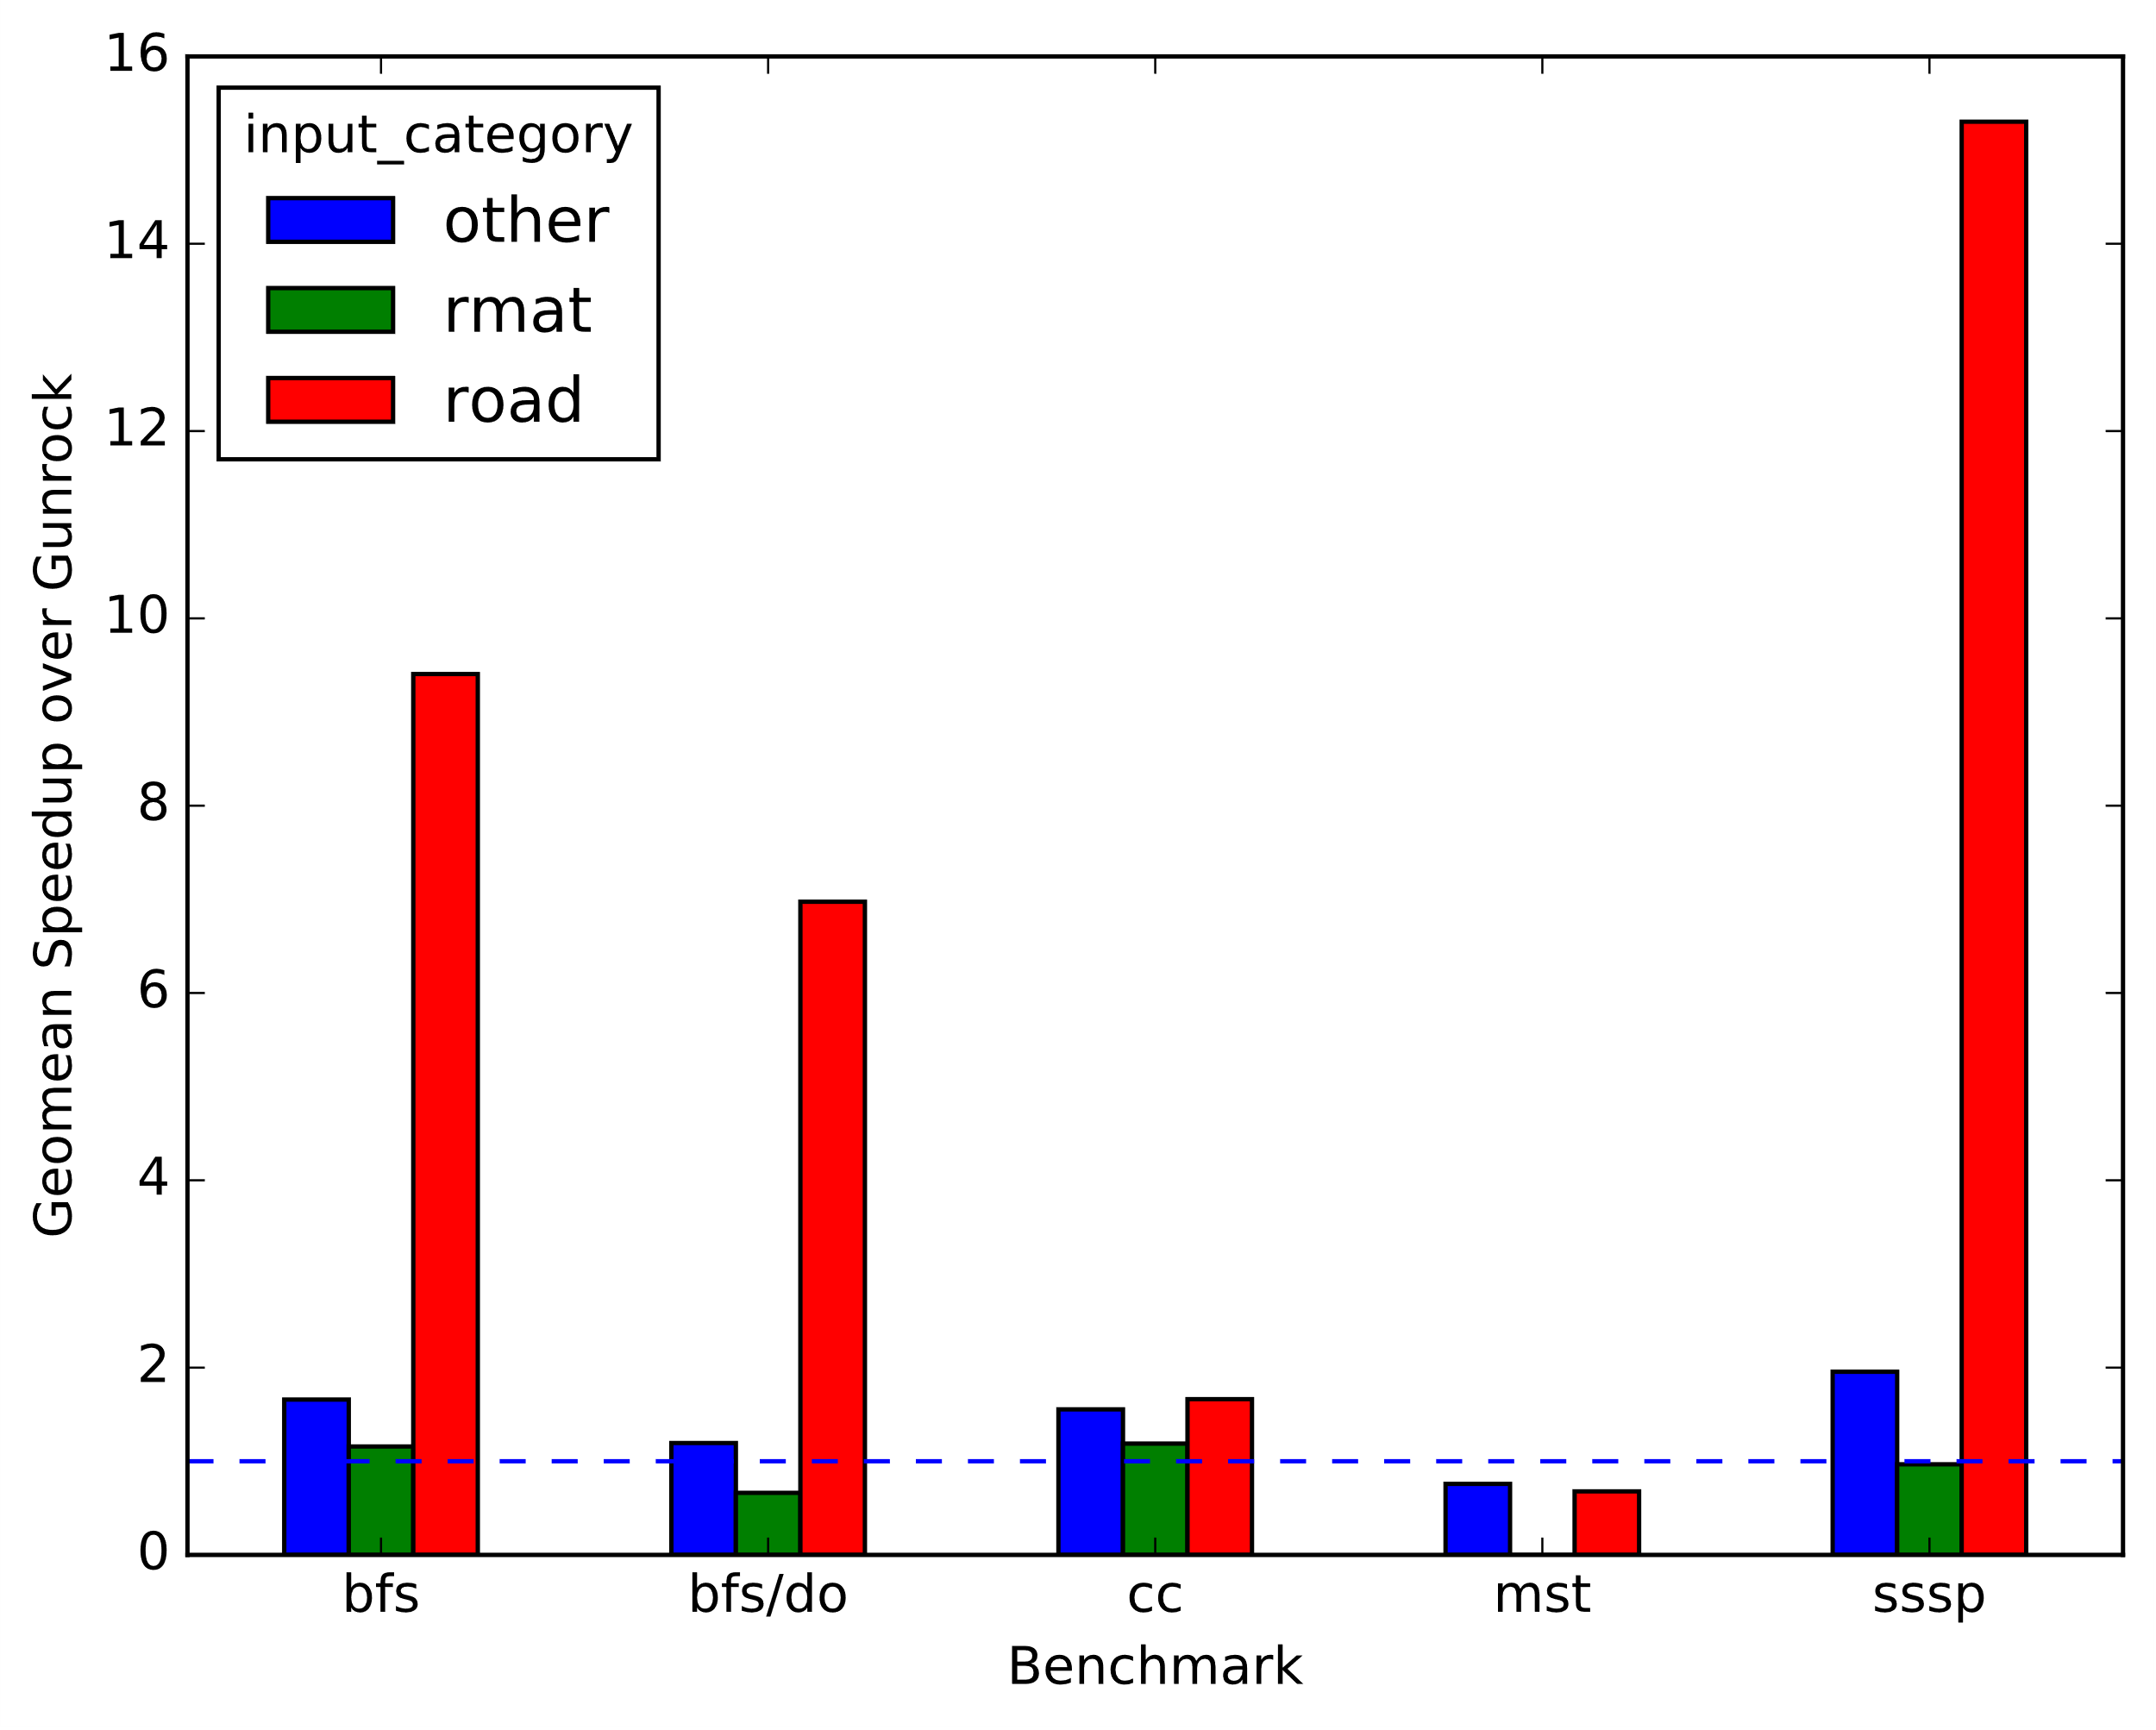 16
14
12
10
8
6
4
2
0
Geomean Speedup over Gunrock
input_category
other
rmat
road
bfs
bfs/do
cc
mst
sssp
Benchmark